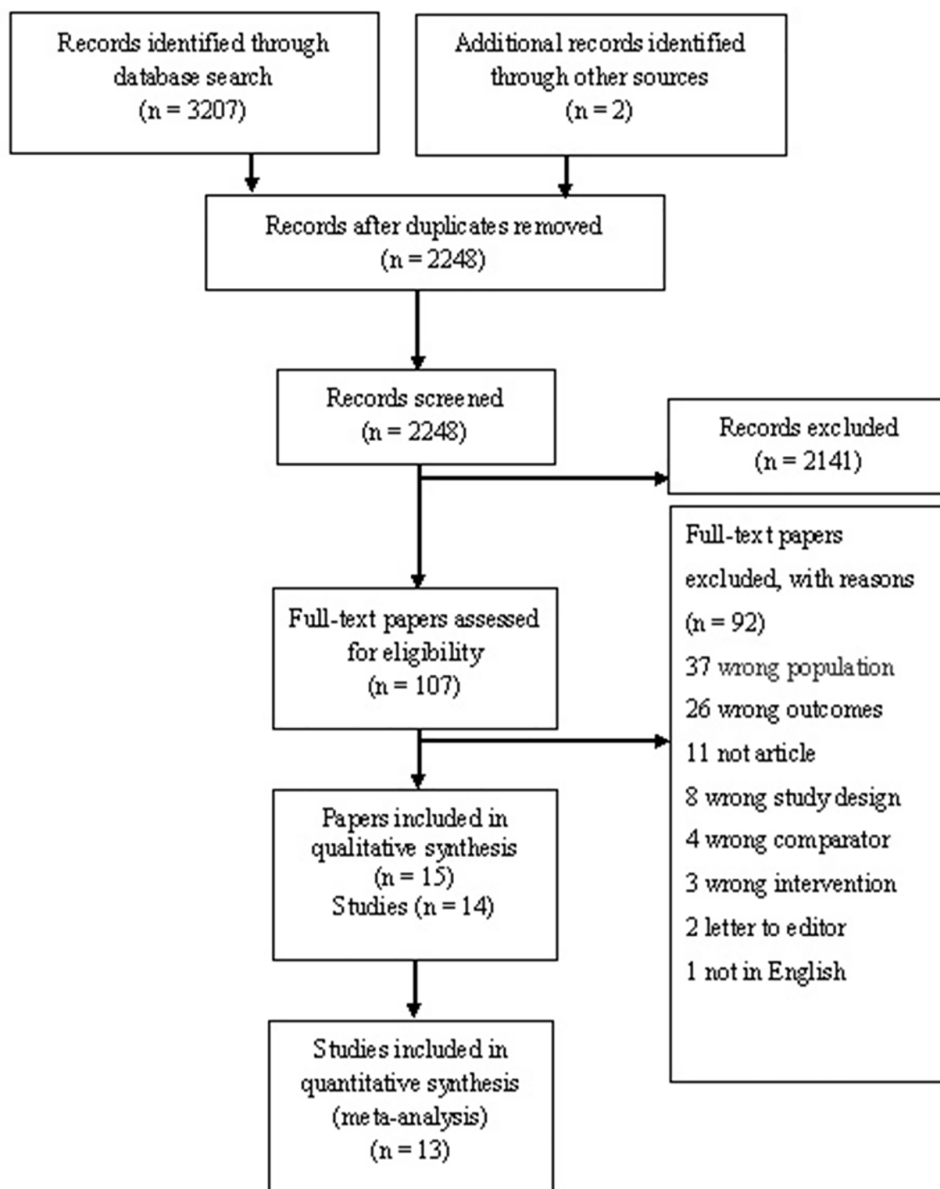 Records identified through
database search
(n = 3207)
Additional records identified
through other sources
(n = 2)
Records after duplicates removed
(n = 2248)
Records screened
(n = 2248)
Records excluded
(n = 2141)
Full-text papers assessed
for eligibility
(n = 107)
Full-text papers
excluded, with reasons
(n = 92)
37 wrong population
26 wrong outcomes
11 not article
8 wrong study design
4 wrong comparator
3 wrong intervention
2 letter to editor
1 not in English
Papers included in
qualitative synthesis
(n = 15)
Studies (n = 14)
Studies included in
quantitative synthesis
(meta-analysis)
(n = 13)